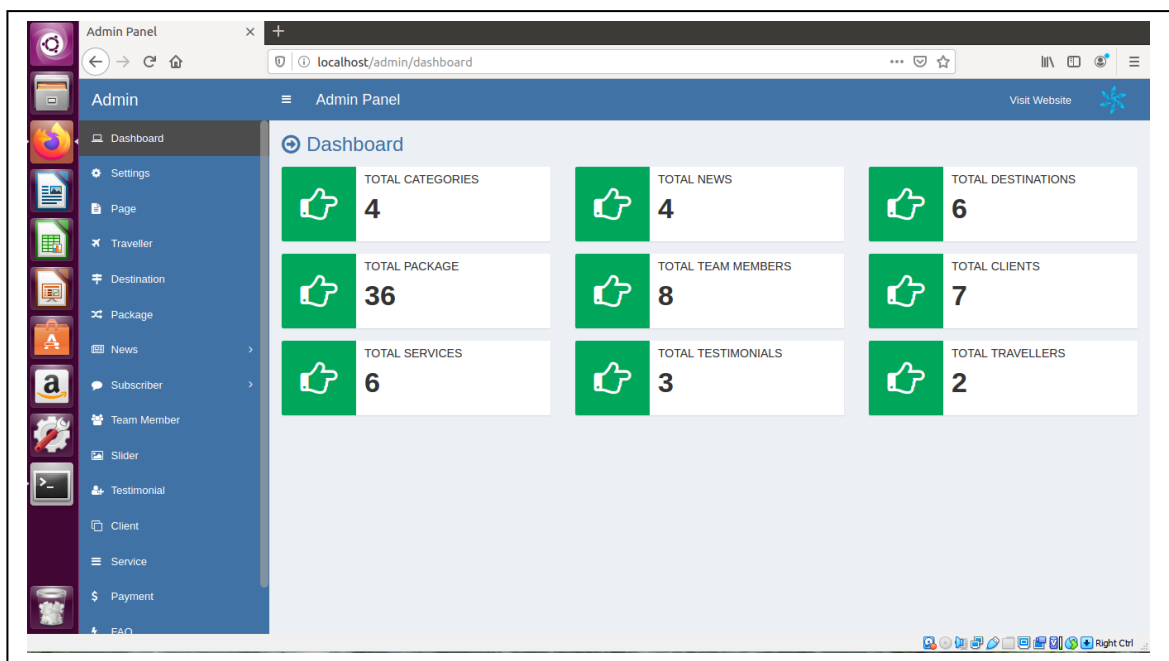 Admin Panel
localhost/admin/dashboard
Admin
Admin Panel
Visit Website
Dashboard
Settings
Page
Traveller
Destination
Package
News
Subscriber
Team Member
Slider
Testimonial
Client
Service
Payment
FAQ
Dashboard
TOTAL CATEGORIES
4
TOTAL NEWS
4
TOTAL DESTINATIONS
6
TOTAL PACKAGE
36
TOTAL TEAM MEMBERS
8
TOTAL CLIENTS
7
TOTAL SERVICES
6
TOTAL TESTIMONIALS
3
TOTAL TRAVELLERS
2
Right Ctrl